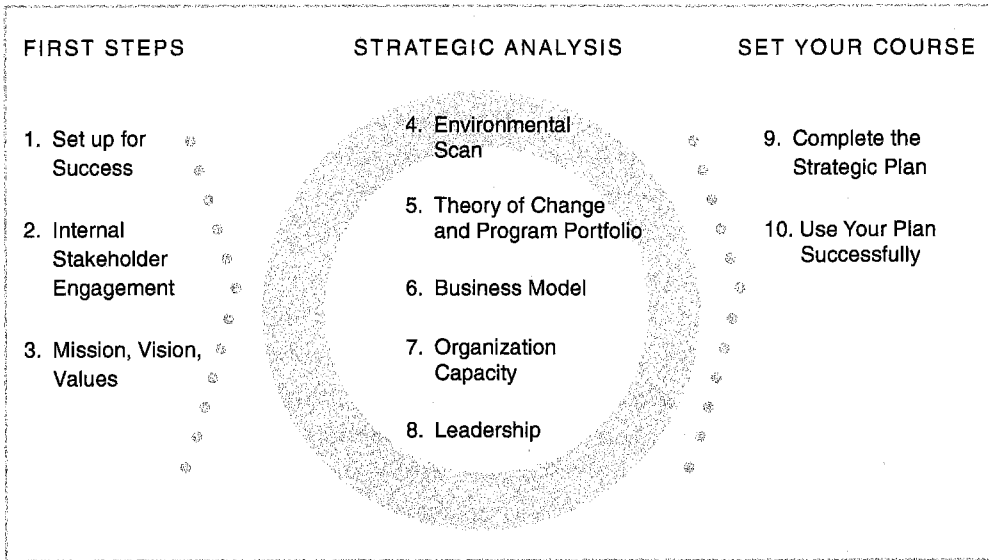 FIRST STEPS
1. Set up for
Success
2. Internal
Stakeholder
Engagement
3. Mission, Vision,
Values
STRATEGIC ANALYSIS
4. Environmental
Scan
5. Theory of Change
and Program Portfolio
6. Business Model
7. Organization
Capacity
8. Leadership
SET YOUR COURSE
9. Complete the
Strategic Plan
10. Use Your Plan
Successfully